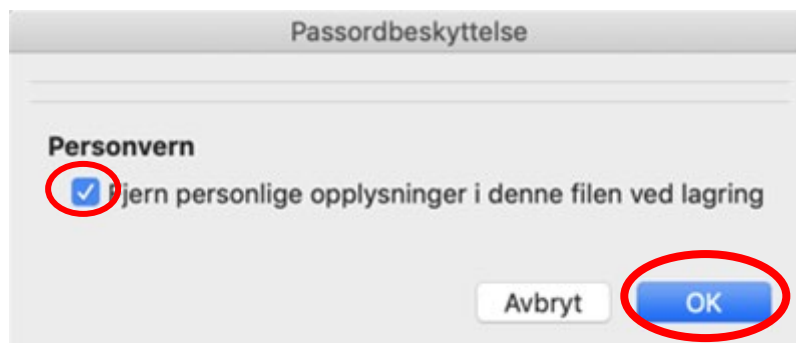 Passordbeskyttelse
Personvern
Fjern personlige opplysninger i denne filen ved lagring
Avbryt OK